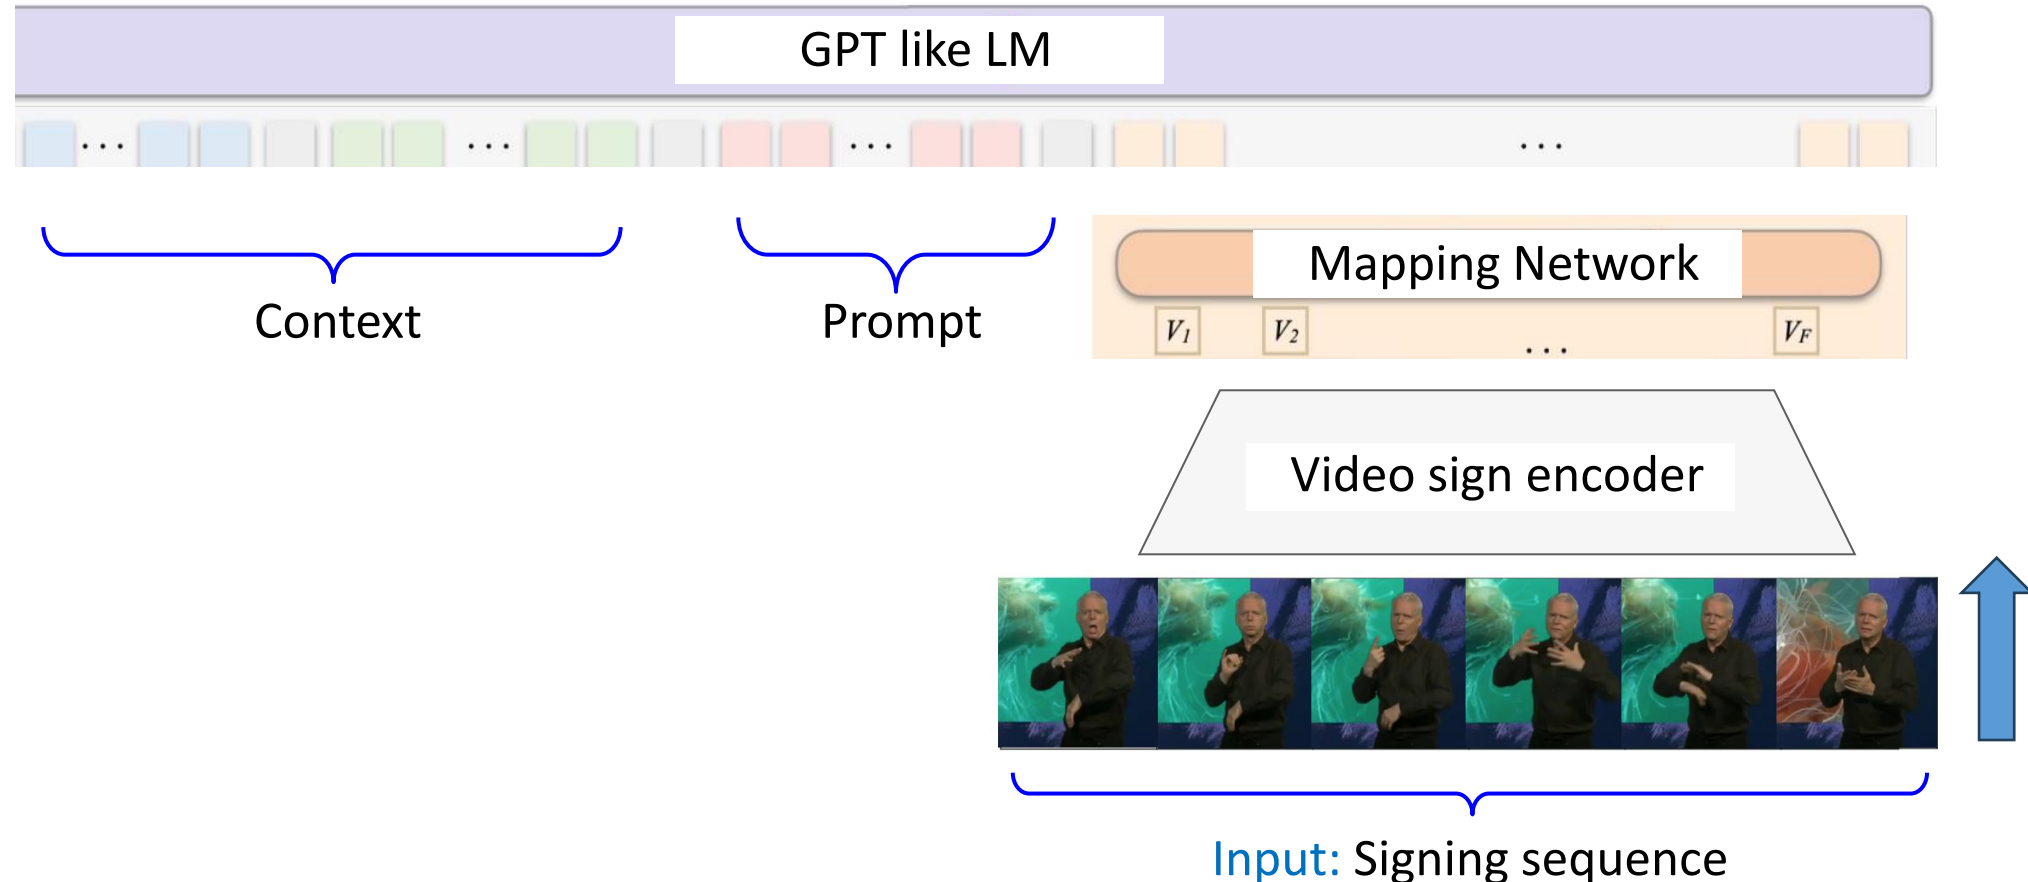 GPT like LM
...
...
...
...
Context
Prompt
Mapping Network
V1 V2 ... VF
Video sign encoder
Input: Signing sequence